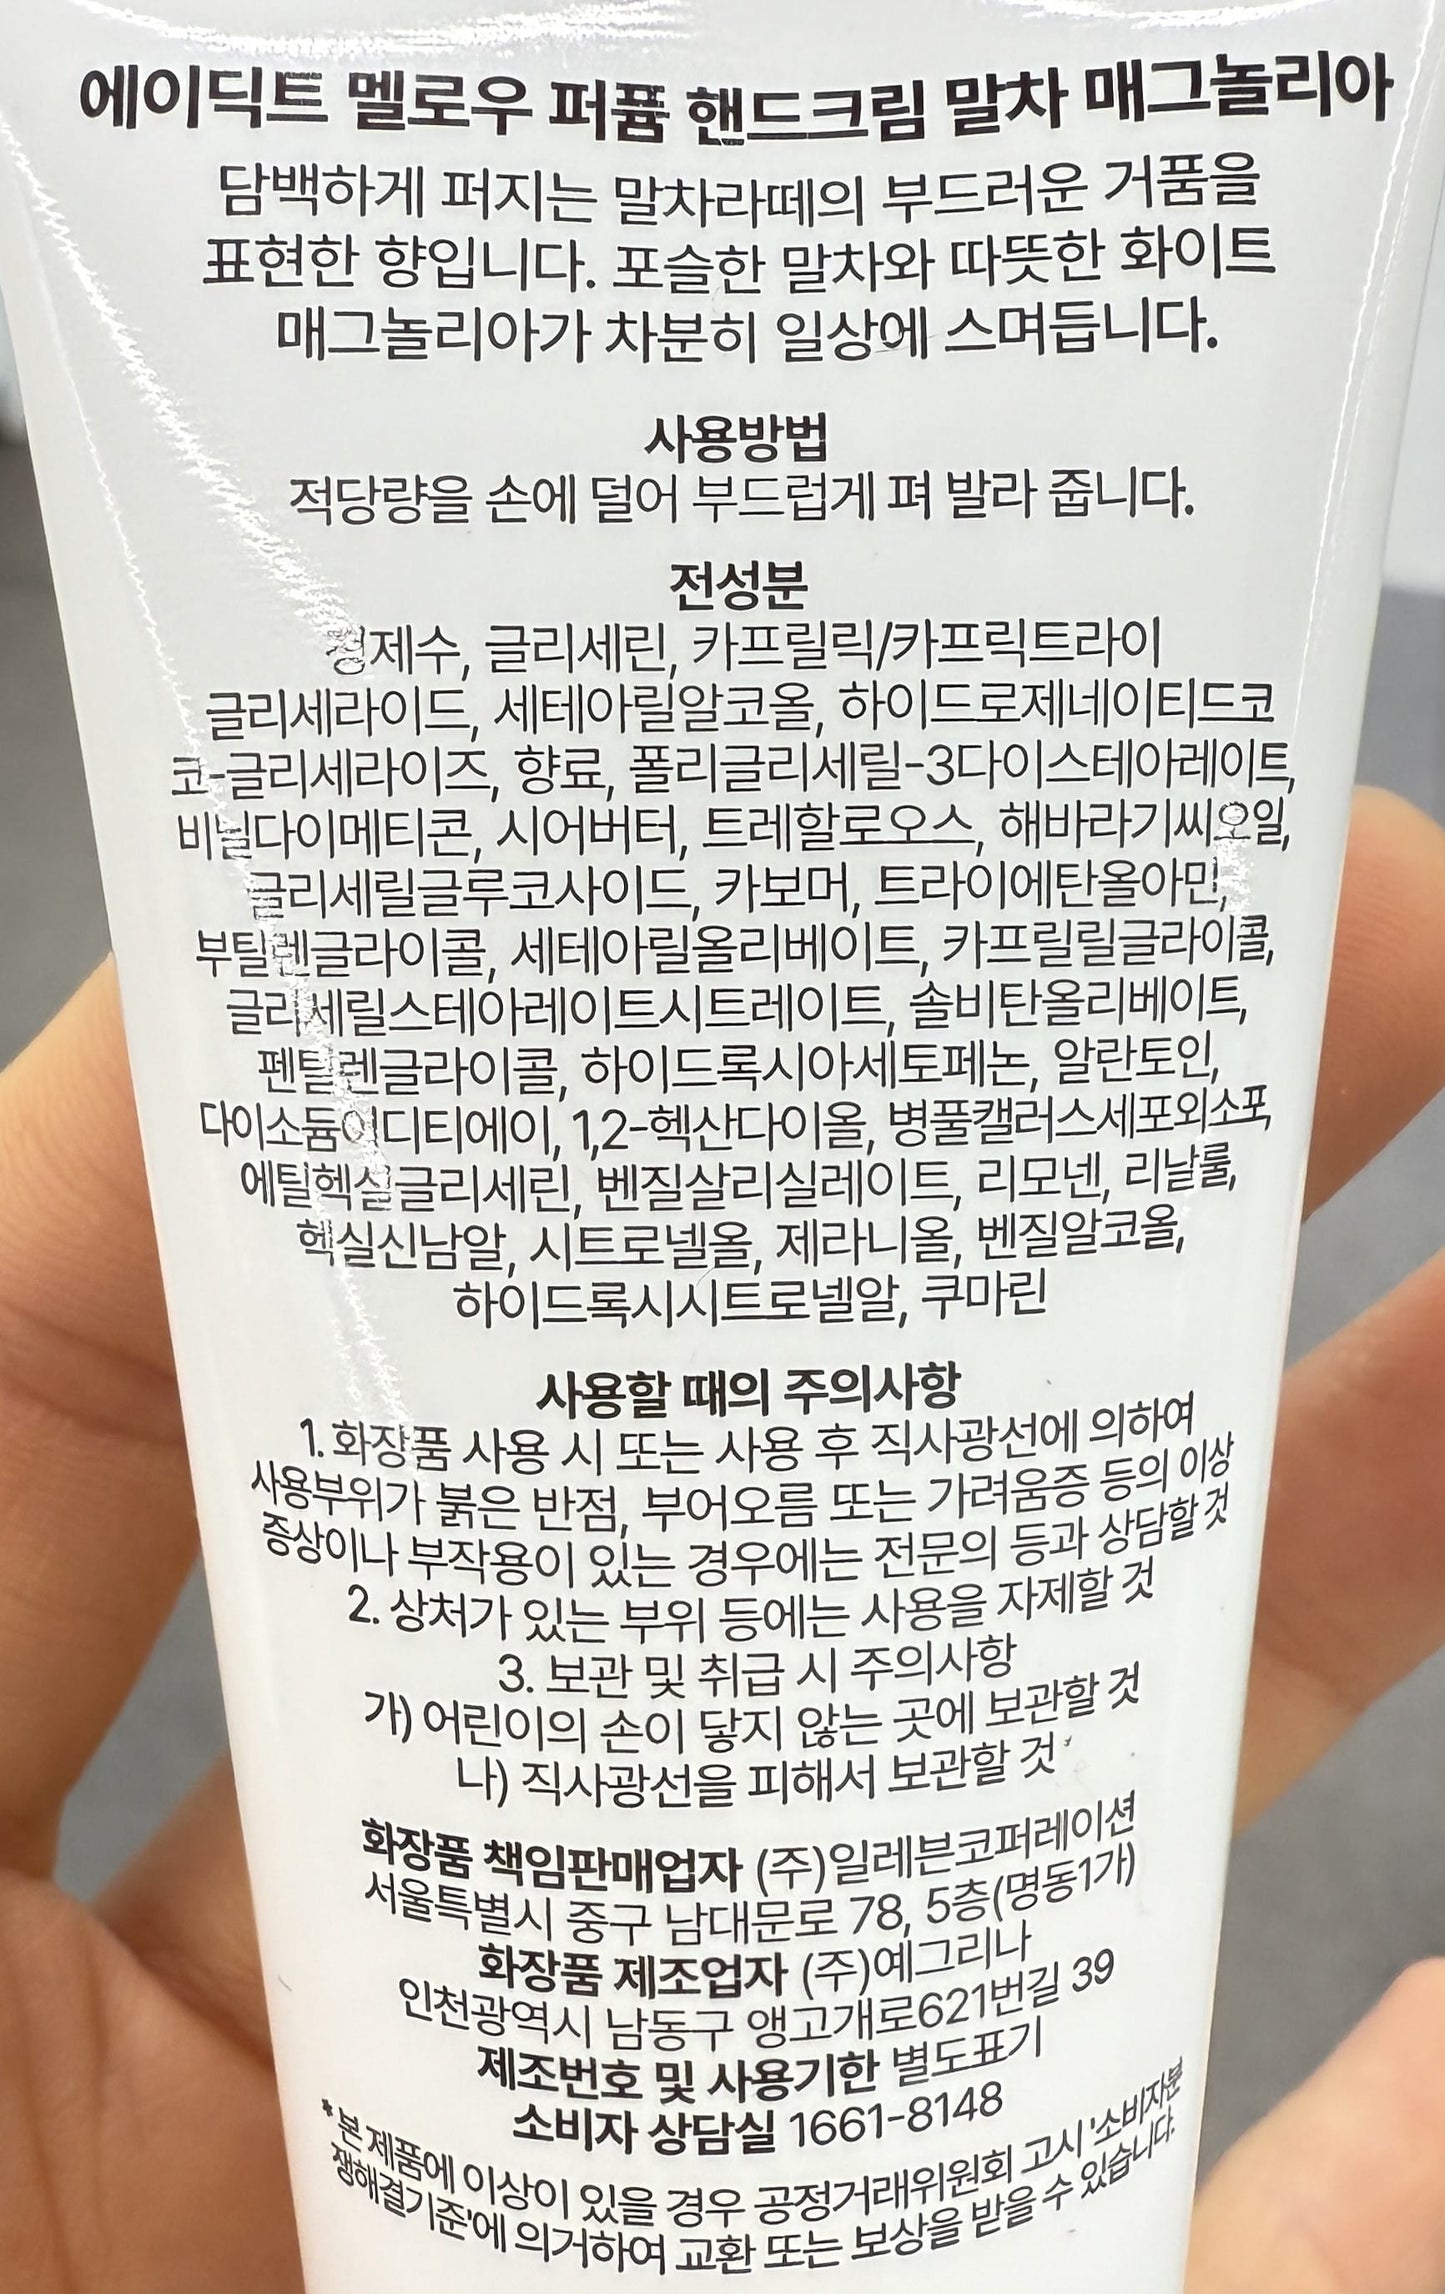 에이딕트 멜로우 퍼퓸 핸드크림 말차 매그놀리아
담백하게 퍼지는 말차라떼의 부드러운 거품을
표현한 향입니다. 포슬한 말차와 따뜻한 화이트
매그놀리아가 차분히 일상에 스며듭니다.
사용방법
적당량을 손에 덜어 부드럽게 펴 발라 줍니다.
전성분
정제수, 글리세린, 카프릴릭/카프릭트라이
글리세라이드, 세테아릴알코올, 하이드로제네이티드코
코-글리세라이즈, 향료, 폴리글리세릴-3다이스테아레이트,
비닐다이메티콘, 시어버터, 트레할로오스, 해바라기씨오일,
글리세릴글루코사이드, 카보머, 트라이에탄올아민,
부틸렌글라이콜, 세테아릴올리베이트, 카프릴릴글라이콜,
글리세릴스테아레이트시트레이트, 솔비탄올리베이트,
펜틸렌글라이콜, 하이드록시아세토페논, 알란토인,
다이소듐이디티에이, 1,2-헥산다이올, 병풀캘러스세포외소포,
에틸헥실글리세린, 벤질살리실레이트, 리모넨, 리날룰,
헥실신남알, 시트로넬올, 제라니올, 벤질알코올,
하이드록시시트로넬알, 쿠마린
사용할 때의 주의사항
1. 화장품 사용 시 또는 사용 후 직사광선에 의하여
사용부위가 붉은 반점, 부어오름 또는 가려움증 등의 이상
증상이나 부작용이 있는 경우에는 전문의 등과 상담할 것
2. 상처가 있는 부위 등에는 사용을 자제할 것
3. 보관 및 취급 시 주의사항
가) 어린이의 손이 닿지 않는 곳에 보관할 것
나) 직사광선을 피해서 보관할 것
화장품 책임판매업자 (주)일레븐코퍼레이션
서울특별시 중구 남대문로 78, 5층(명동1가)
화장품 제조업자 (주)예그리나
인천광역시 남동구 앵고개로621번길 39
제조번호 및 사용기한 별도표기
소비자 상담실 1661-8148
* 본 제품에 이상이 있을 경우 공정거래위원회 고시 '소비자분
쟁해결기준'에 의거하여 교환 또는 보상을 받을 수 있습니다.